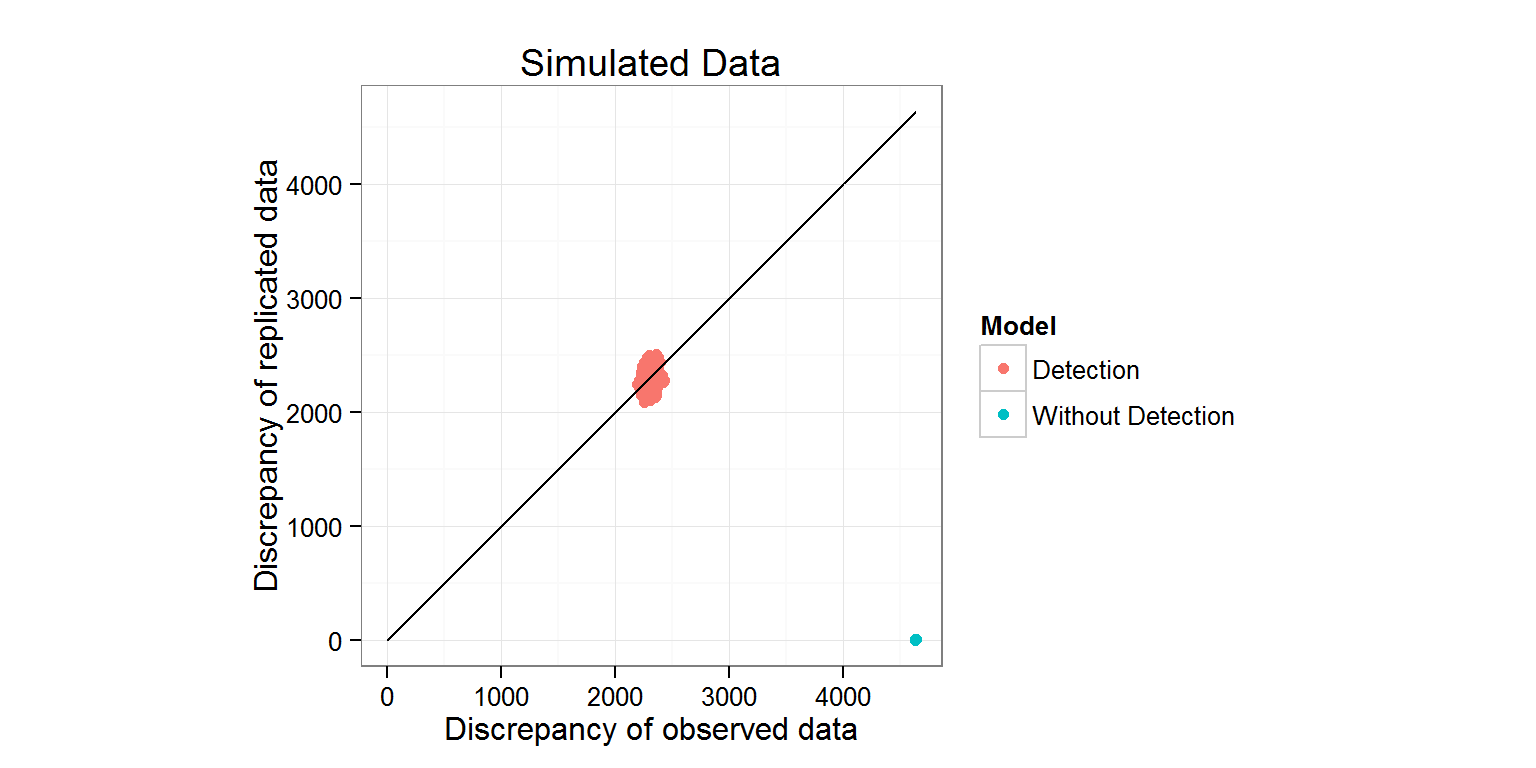 Simulated Data
Discrepancy of replicated data
4000
3000
2000
1000
0
0 1000 2000 3000 4000
Discrepancy of observed data
Model
Detection
Without Detection